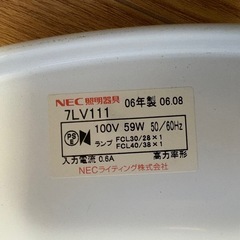 NEC照明器具 06年製 06.08
7LV111
PS E 100V 59W 50/60Hz
ランプ FCL30/28×1
FCL40/38×1
入力電流 0.6A 高力率形
NECライティング株式会社